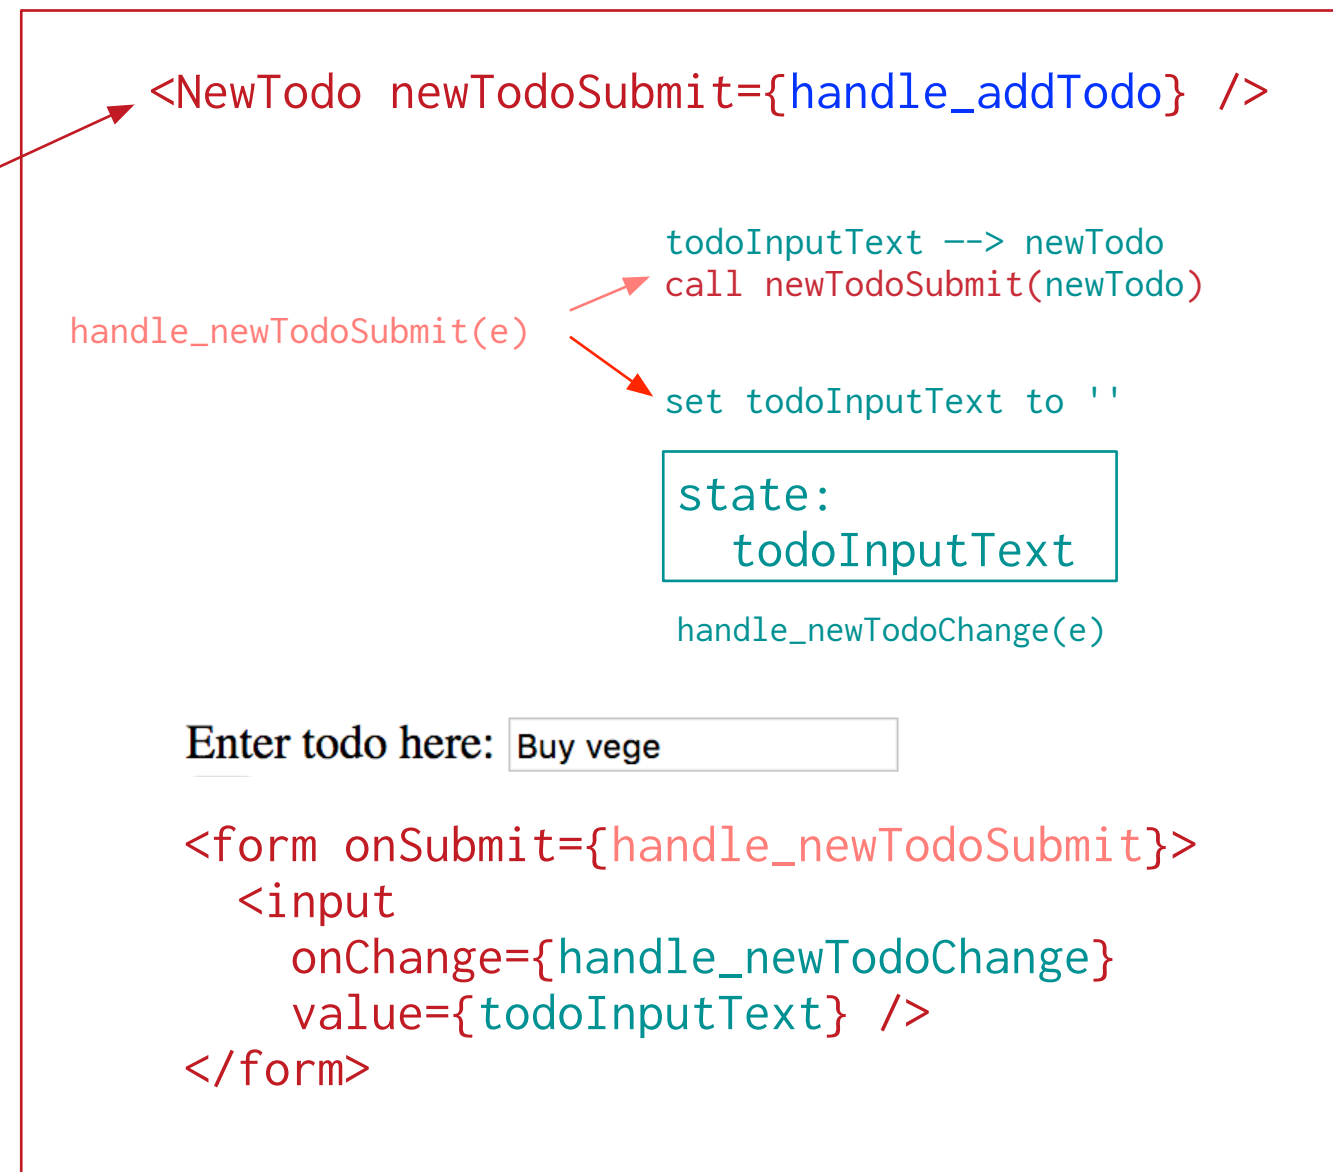 <NewTodo newTodoSubmit={handle_addTodo} />
todoInputText ––> newTodo
call newTodoSubmit(newTodo)
handle_newTodoSubmit(e)
set todoInputText to ''
state:
todoInputText
handle_newTodoChange(e)
Enter todo here: Buy vege
<form onSubmit={handle_newTodoSubmit}>
<input
onChange={handle_newTodoChange}
value={todoInputText} />
</form>